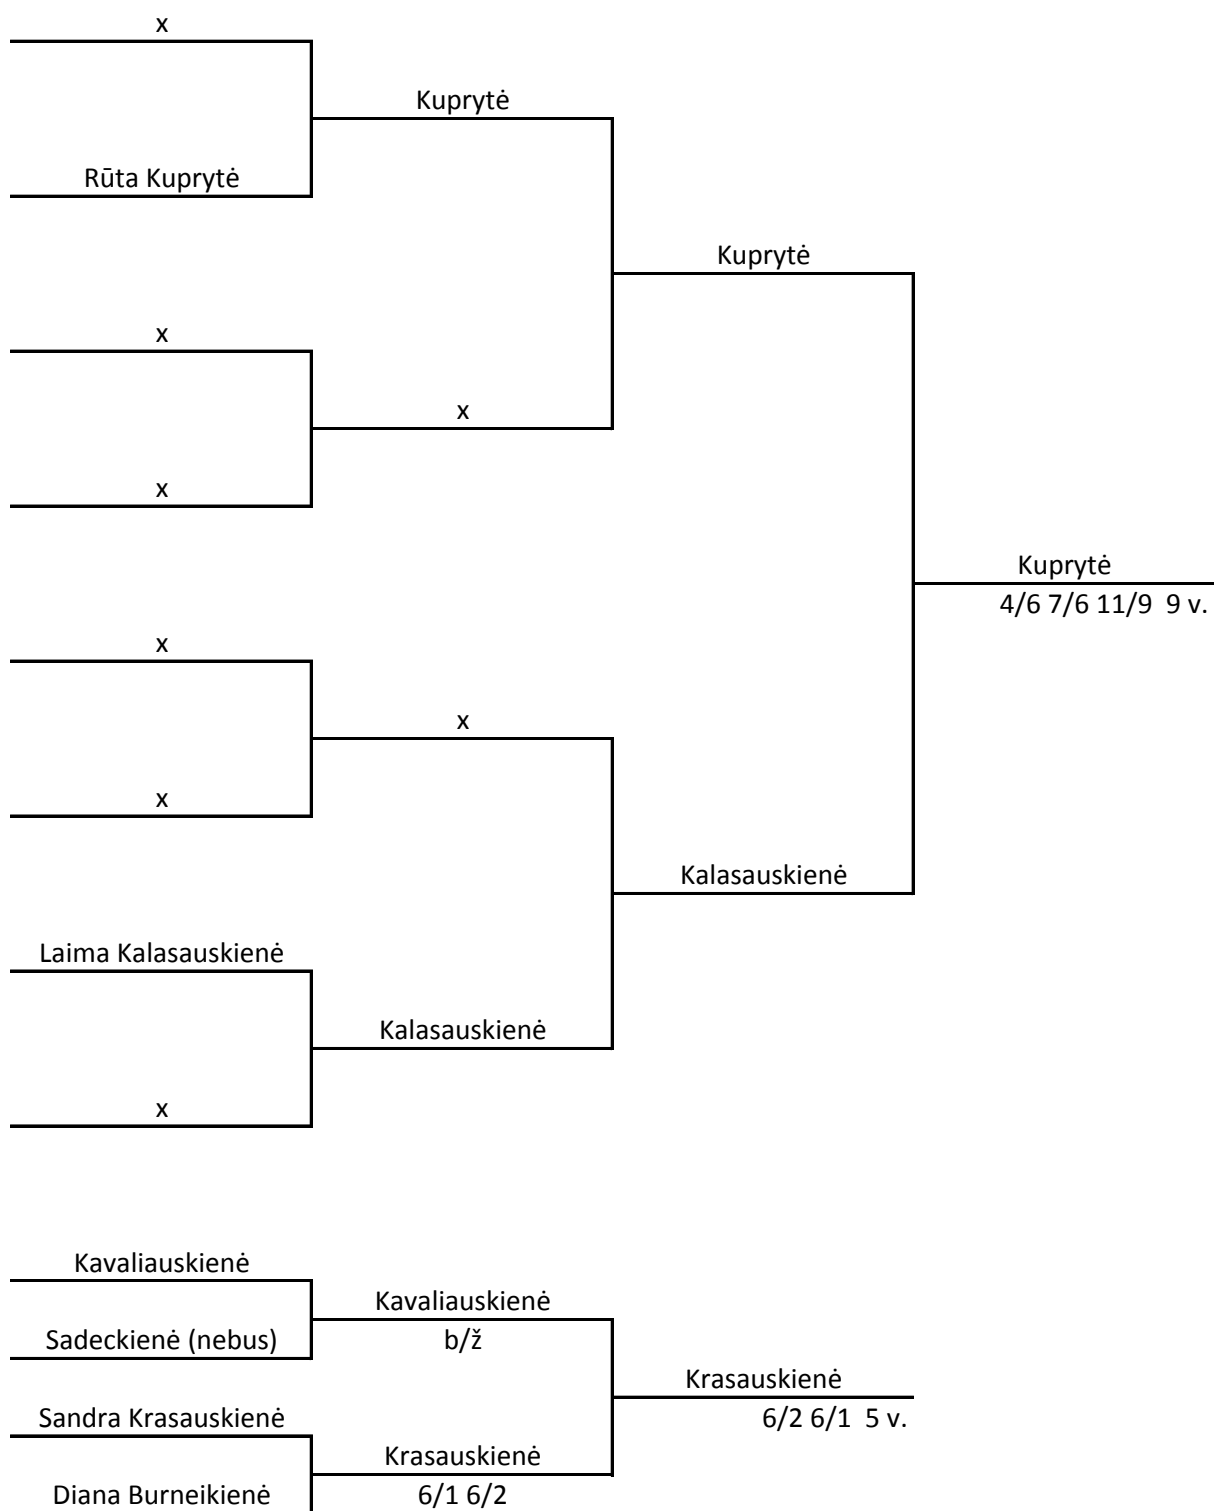 x
Kuprytė
Rūta Kuprytė
Kuprytė
x
x
x
Kuprytė
4/6 7/6 11/9 9 v.
x
x
x
Kalasauskienė
Laima Kalasauskienė
Kalasauskienė
x
Kavaliauskienė
Kavaliauskienė
Sadeckienė (nebus)
b/ž
Krasauskienė
Sandra Krasauskienė
6/2 6/1 5 v.
Krasauskienė
Diana Burneikienė
6/1 6/2